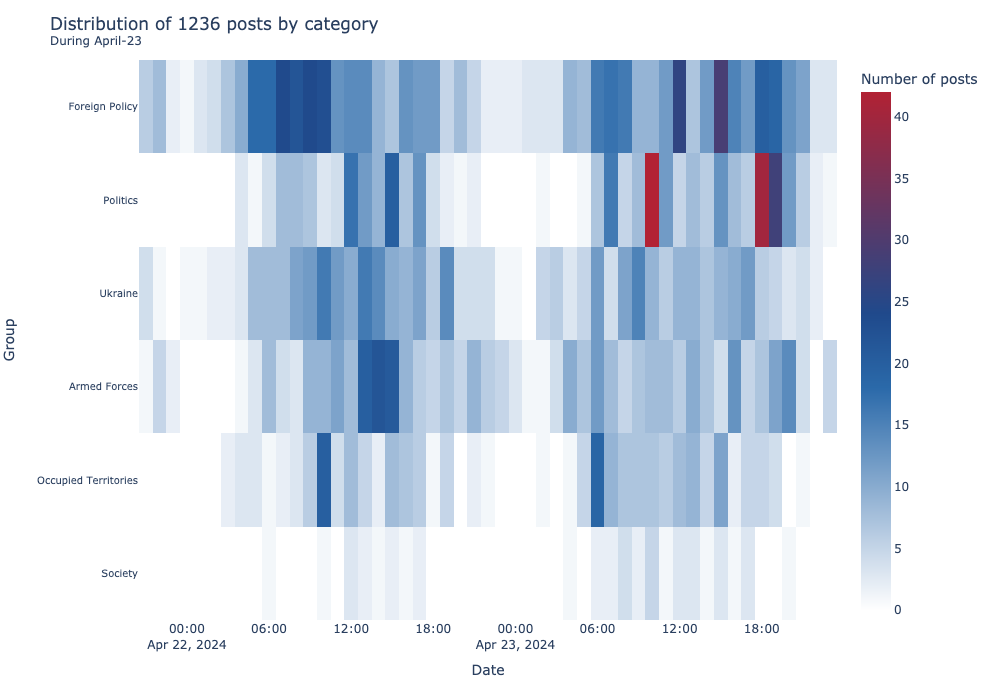 Distribution of 1236 posts by category
During April-23
Number of posts
40
35
30
25
20
15
10
5
0
Group
Foreign Policy
Politics
Ukraine
Armed Forces
Occupied Territories
Society
00:00 06:00 12:00 18:00 00:00 06:00 12:00 18:00
Apr 22, 2024 Apr 23, 2024
Date